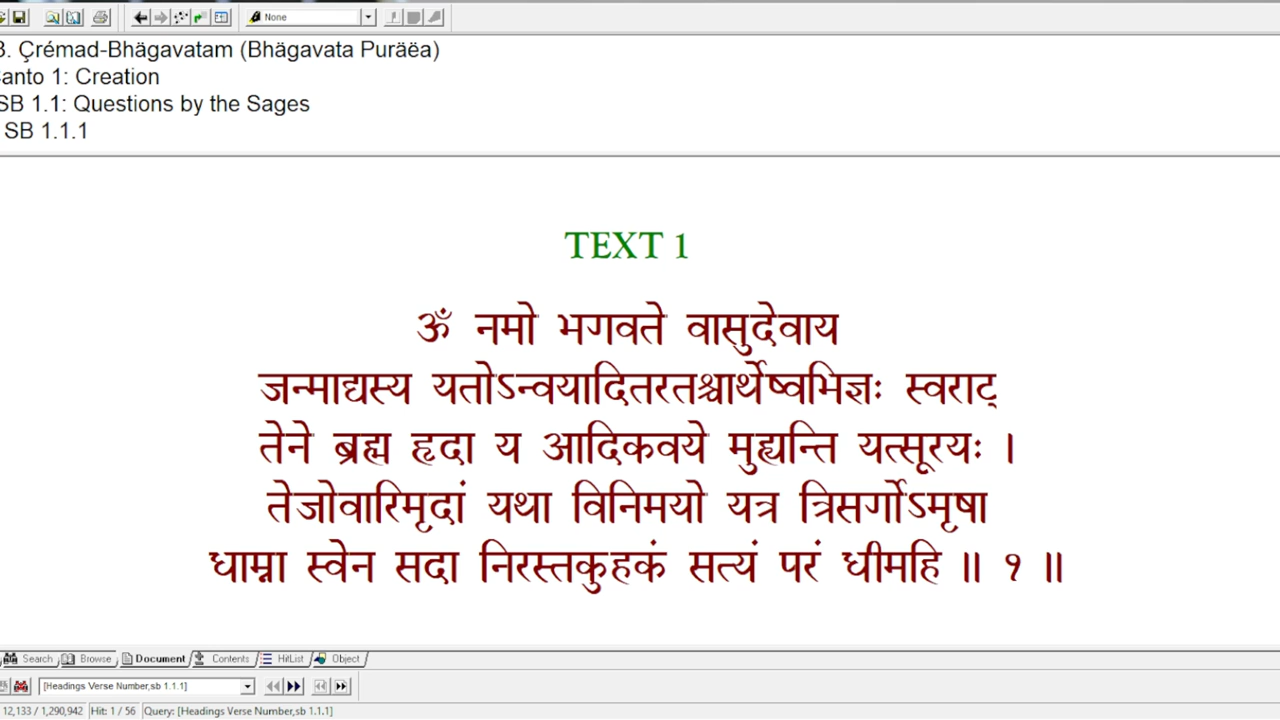 None
3. Çrémad-Bhägavatam (Bhägavata Puräëa)
anto 1: Creation
SB 1.1: Questions by the Sages
SB 1.1.1
TEXT 1
ॐ नमो भगवते वासुदेवाय
जन्माद्यस्य यतोऽन्वयादितरतश्चार्थेष्वभिज्ञः स्वराट्
तेने ब्रह्म हृदा य आदिकवये मुह्यन्ति यत्सूरयः ।
तेजोवारिमृदां यथा विनिमयो यत्र त्रिसर्गोऽमृषा
धाम्ना स्वेन सदा निरस्तकुहकं सत्यं परं धीमहि ॥ १ ॥
Search Browse Document Contents HitList Object
[Headings Verse Number,sb 1.1.1]
12,133 / 1,290,942 Hit: 1 / 56 Query: [Headings Verse Number,sb 1.1.1]